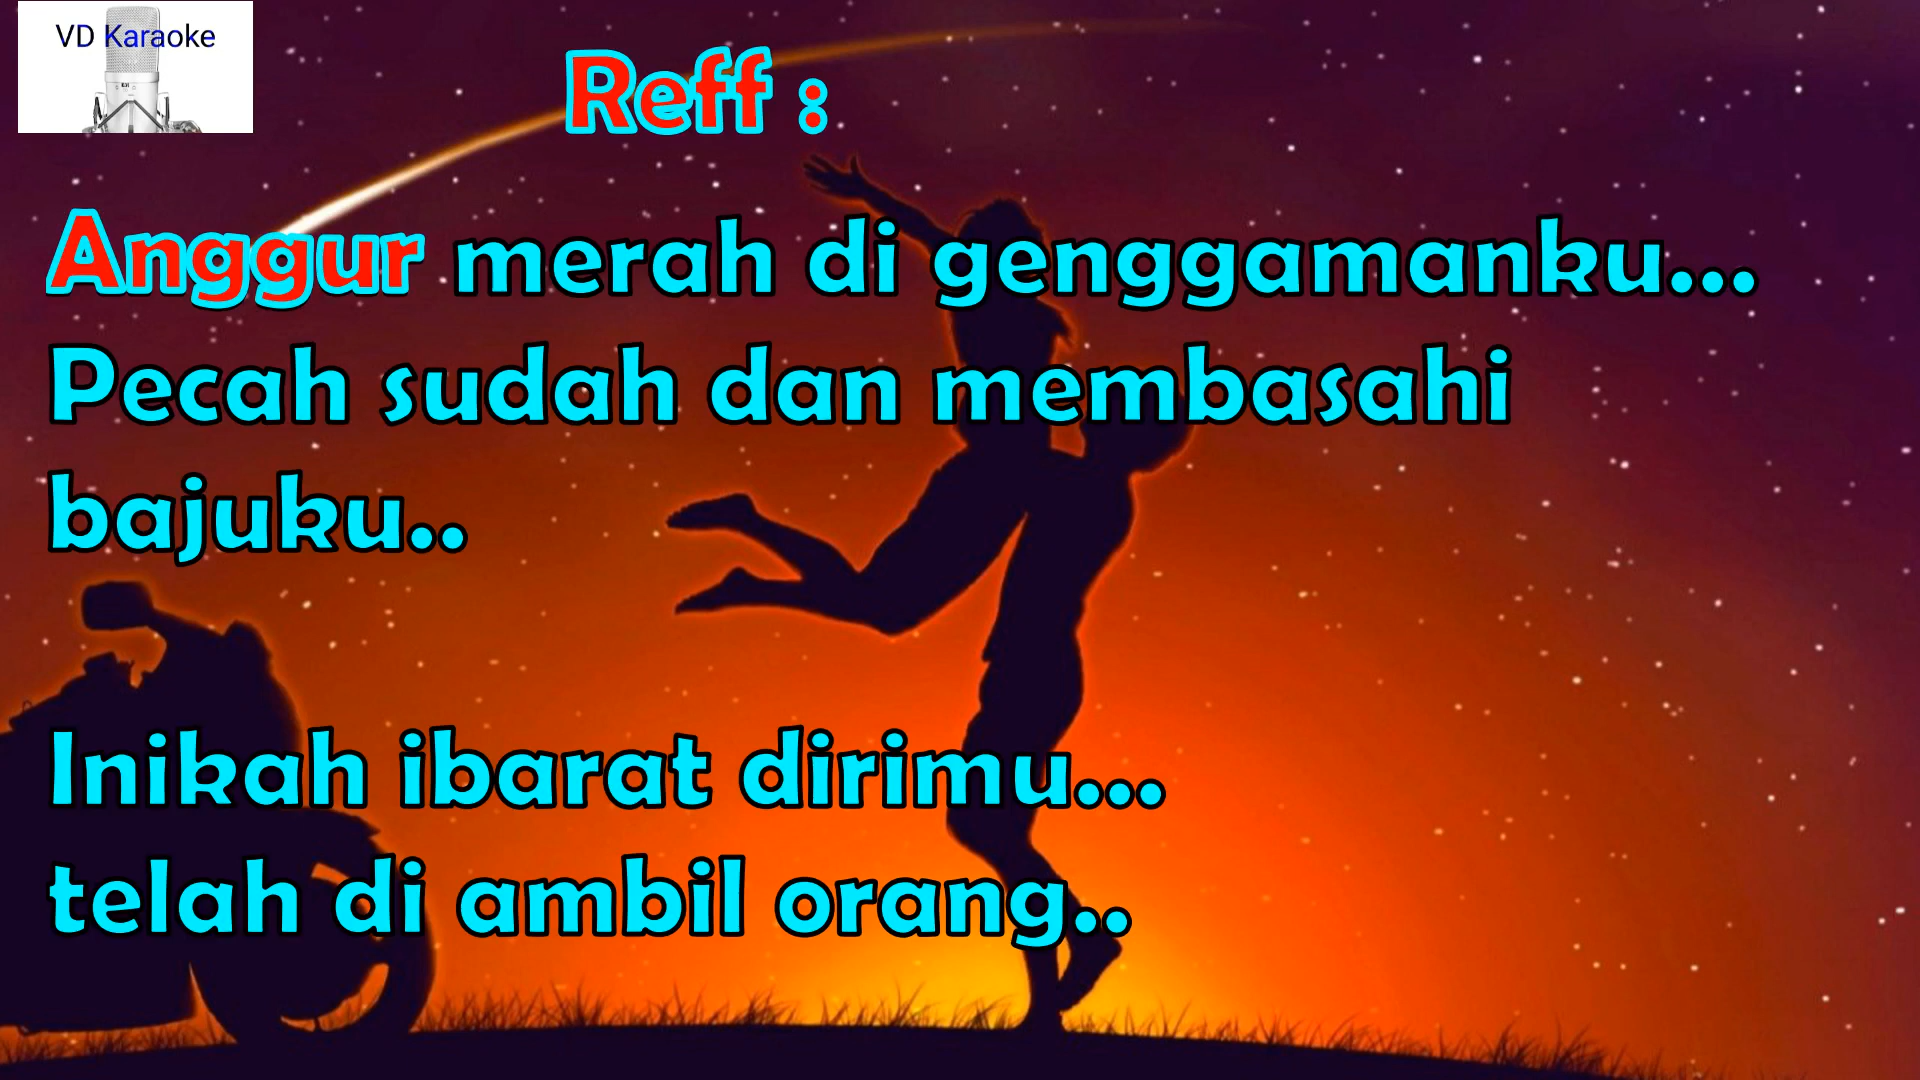 VD Karaoke
Reff :
Anggur merah di genggamanku...
Pecah sudah dan membasahi
bajuku..
Inikah ibarat dirimu...
telah di ambil orang..